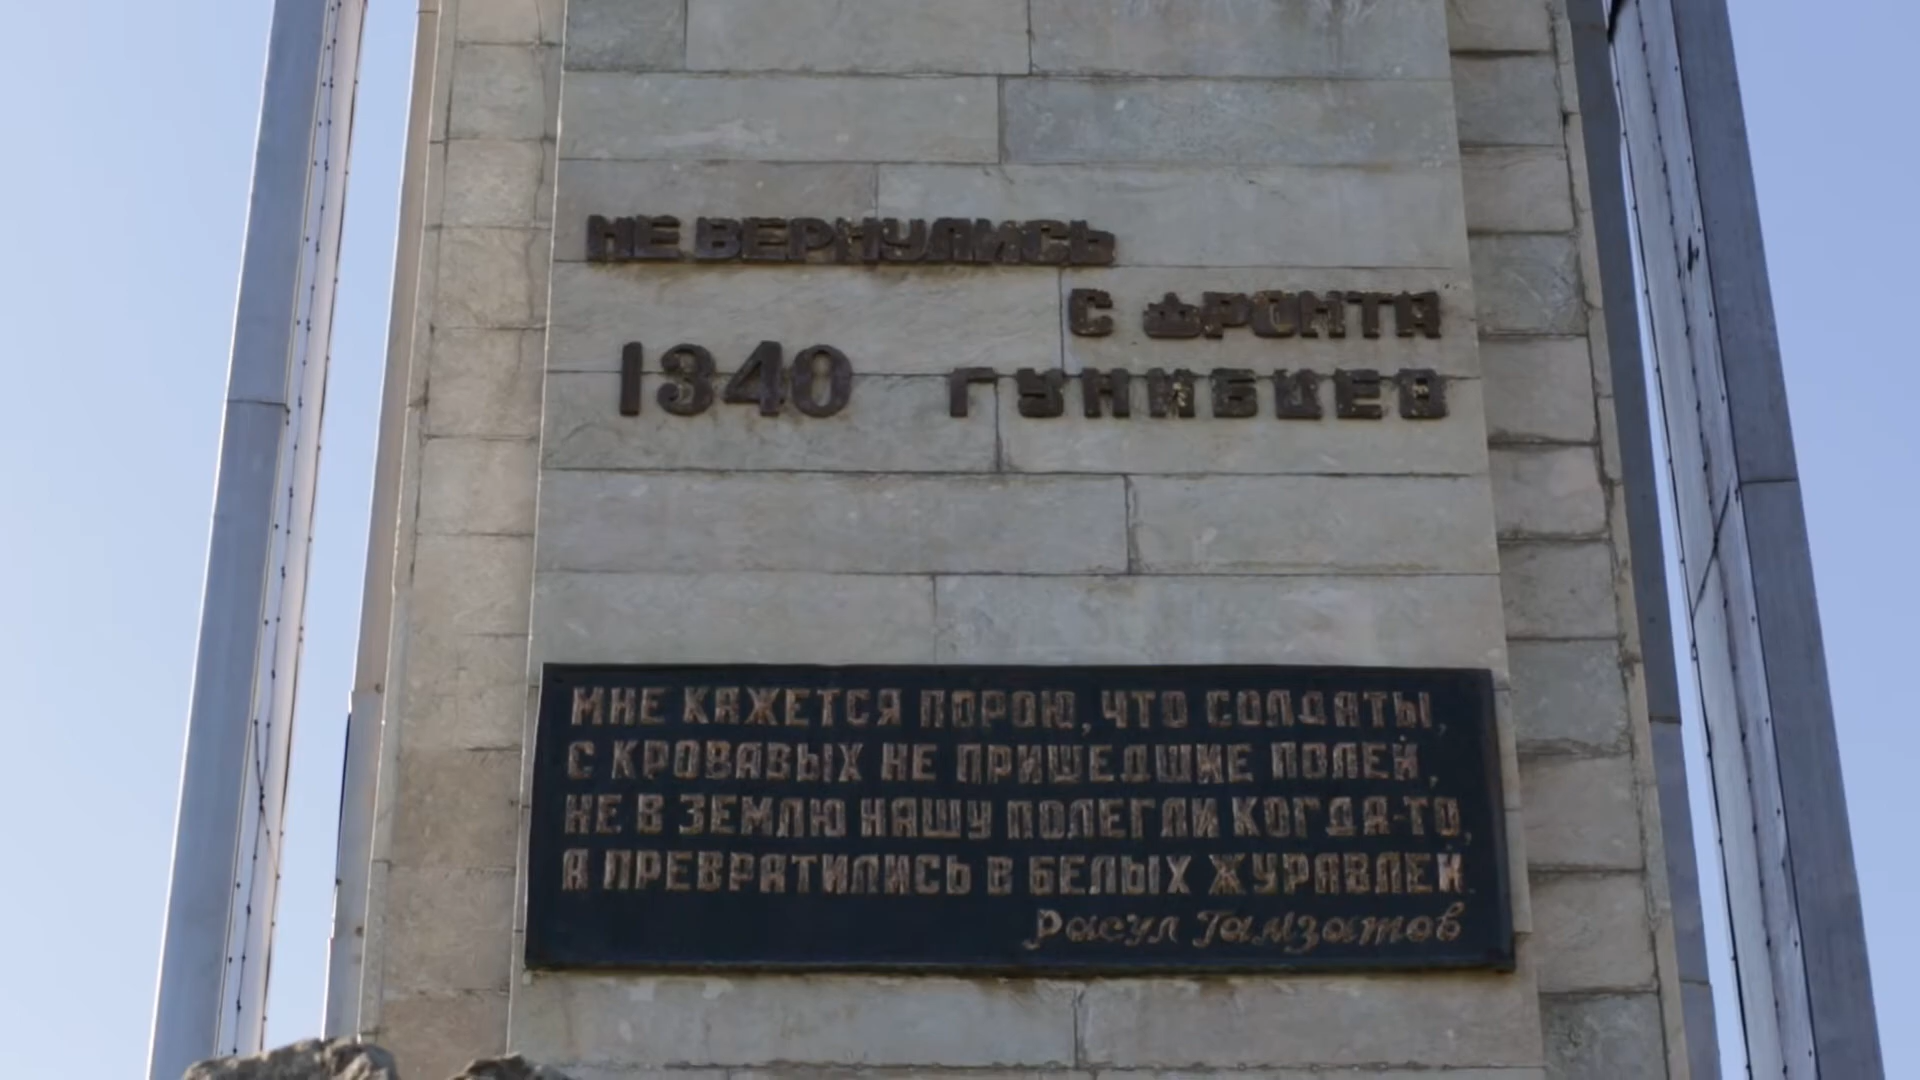 НЕ ВЕРНУЛИСЬ
С ФРОНТА
1340 ГУНИБЦЕВ
МНЕ КАЖЕТСЯ ПОРОЮ, ЧТО СОЛДАТЫ,
С КРОВАВЫХ НЕ ПРИШЕДШИЕ ПОЛЕЙ,
НЕ В ЗЕМЛЮ НАШУ ПОЛЕГЛИ КОГДА-ТО,
А ПРЕВРАТИЛИСЬ В БЕЛЫХ ЖУРАВЛЕЙ.
Расул Гамзатов